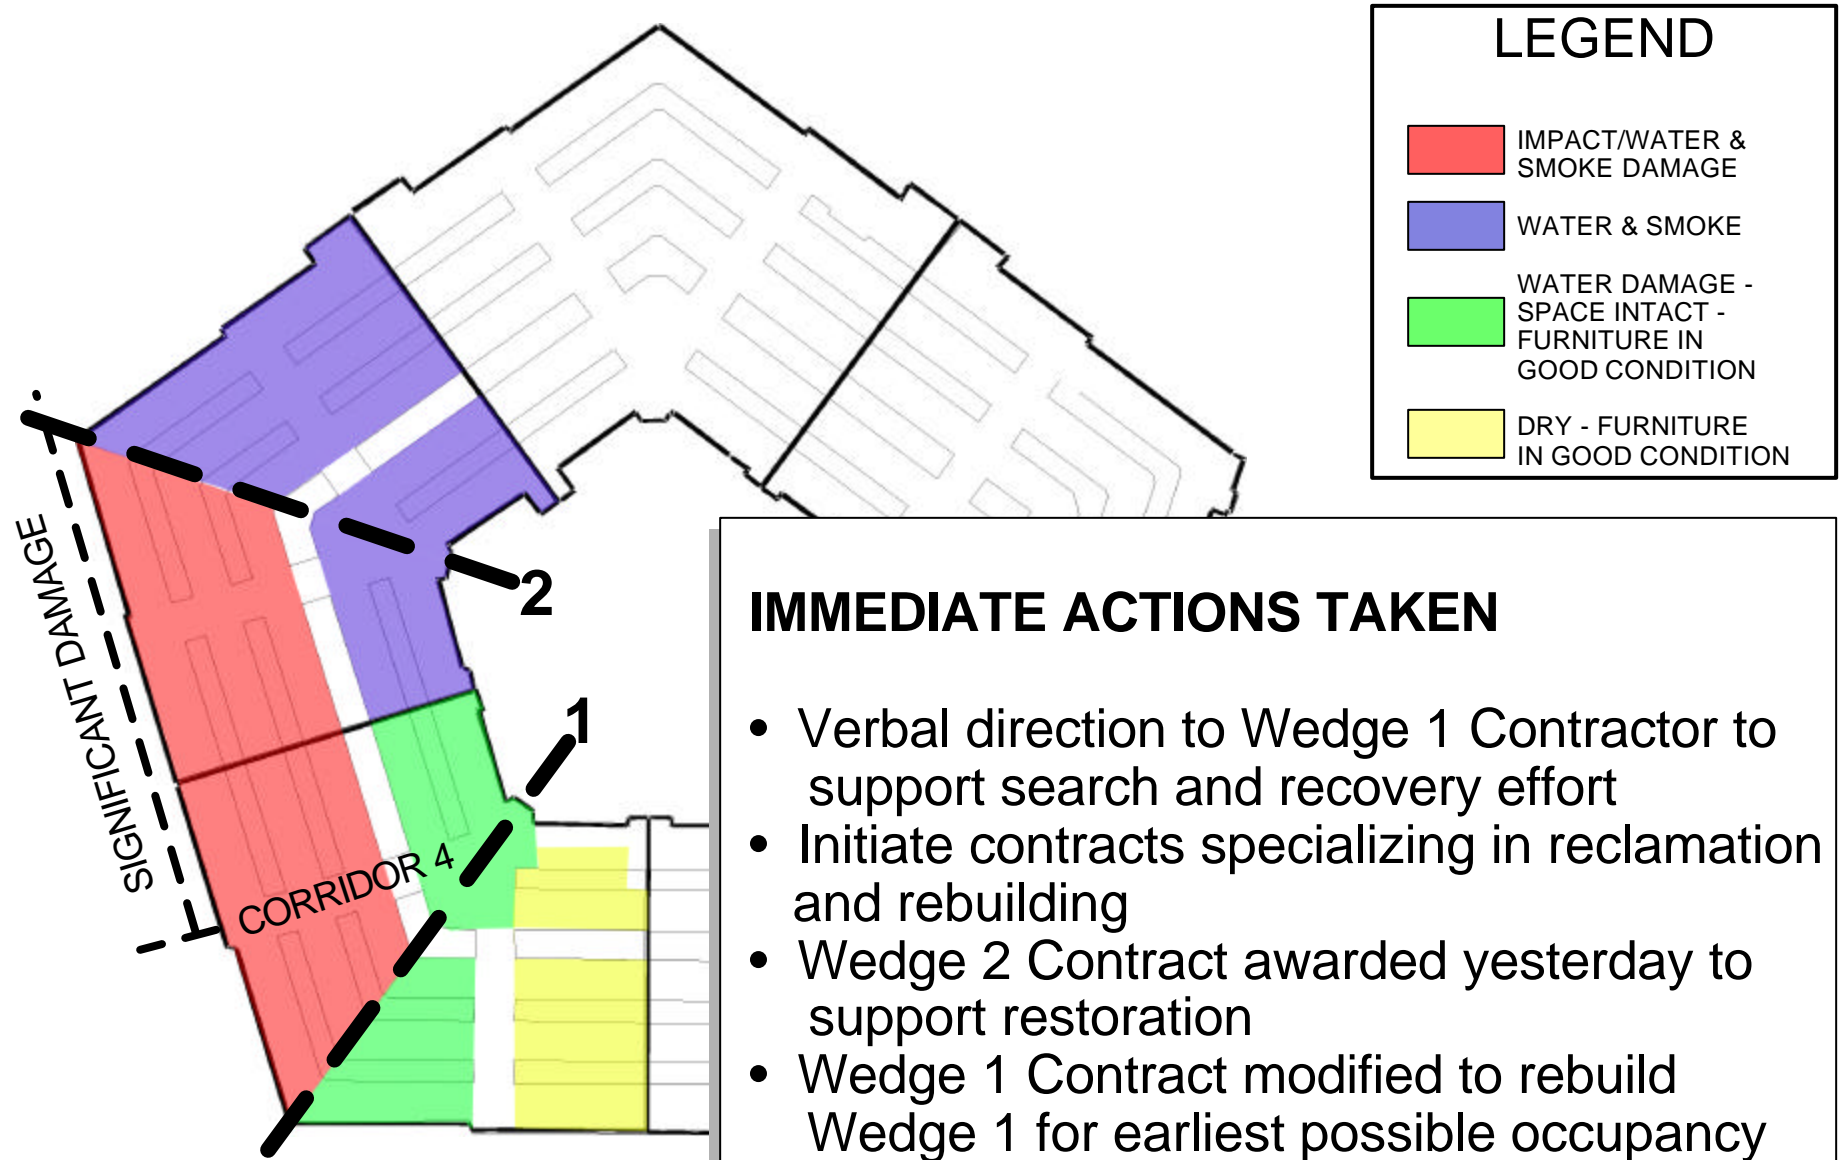 LEGEND
IMPACT/WATER &
SMOKE DAMAGE
WATER & SMOKE
WATER DAMAGE -
SPACE INTACT -
FURNITURE IN
GOOD CONDITION
DRY - FURNITURE
IN GOOD CONDITION
SIGNIFICANT DAMAGE
2
1
CORRIDOR 4
IMMEDIATE ACTIONS TAKEN
• Verbal direction to Wedge 1 Contractor to
support search and recovery effort
• Initiate contracts specializing in reclamation
and rebuilding
• Wedge 2 Contract awarded yesterday to
support restoration
• Wedge 1 Contract modified to rebuild
Wedge 1 for earliest possible occupancy